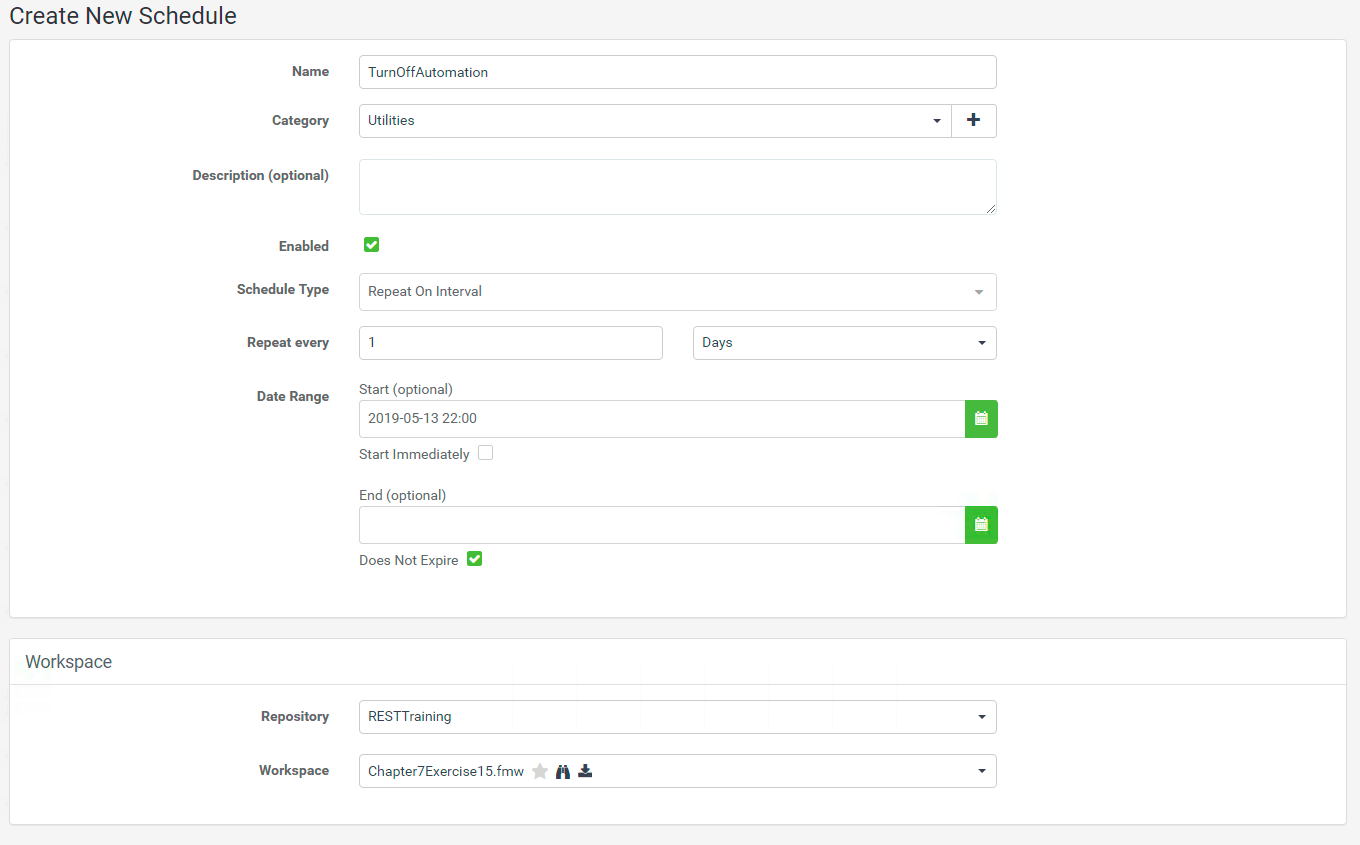 Create New Schedule
Name TurnOffAutomation
Category Utilities
Description (optional)
Enabled
Schedule Type Repeat On Interval
Repeat every 1 Days
Date Range Start (optional)
2019-05-13 22:00
Start Immediately
End (optional)
Does Not Expire
Workspace
Repository RESTTraining
Workspace Chapter7Exercise15.fmw